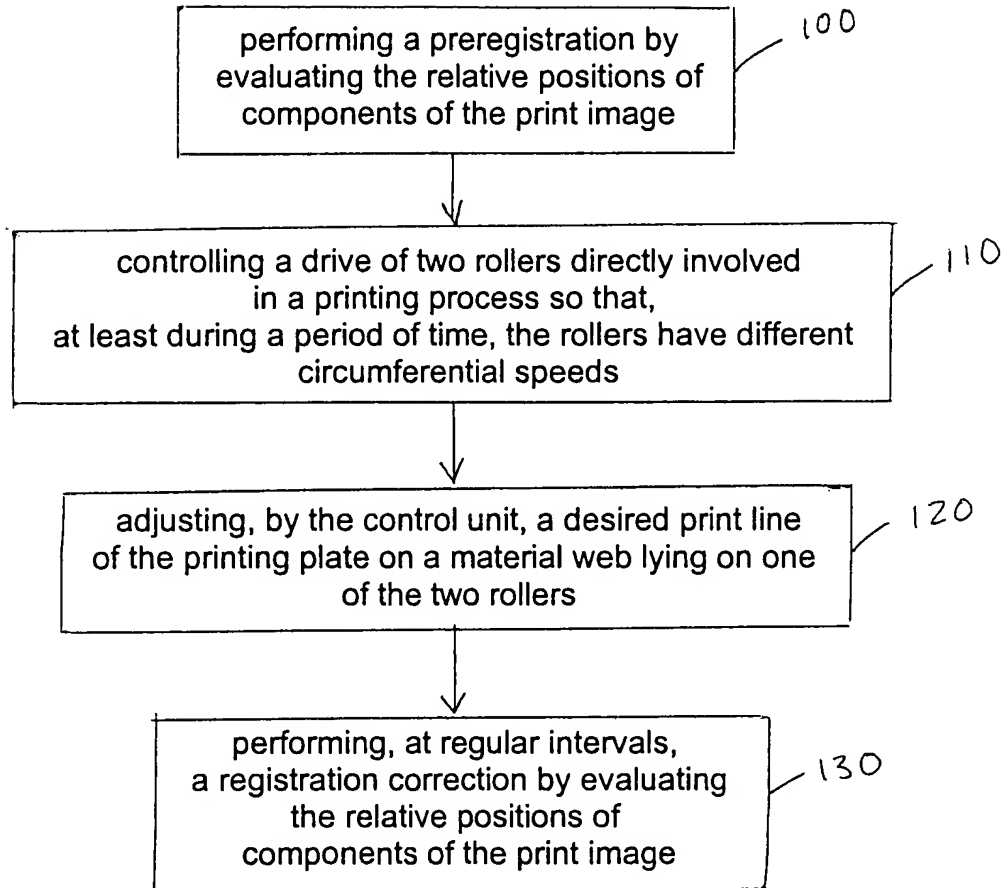 performing a preregistration by
evaluating the relative positions of
components of the print image
100
controlling a drive of two rollers directly involved
in a printing process so that,
at least during a period of time, the rollers have different
circumferential speeds
110
adjusting, by the control unit, a desired print line
of the printing plate on a material web lying on one
of the two rollers
120
performing, at regular intervals,
a registration correction by evaluating
the relative positions of
components of the print image
130